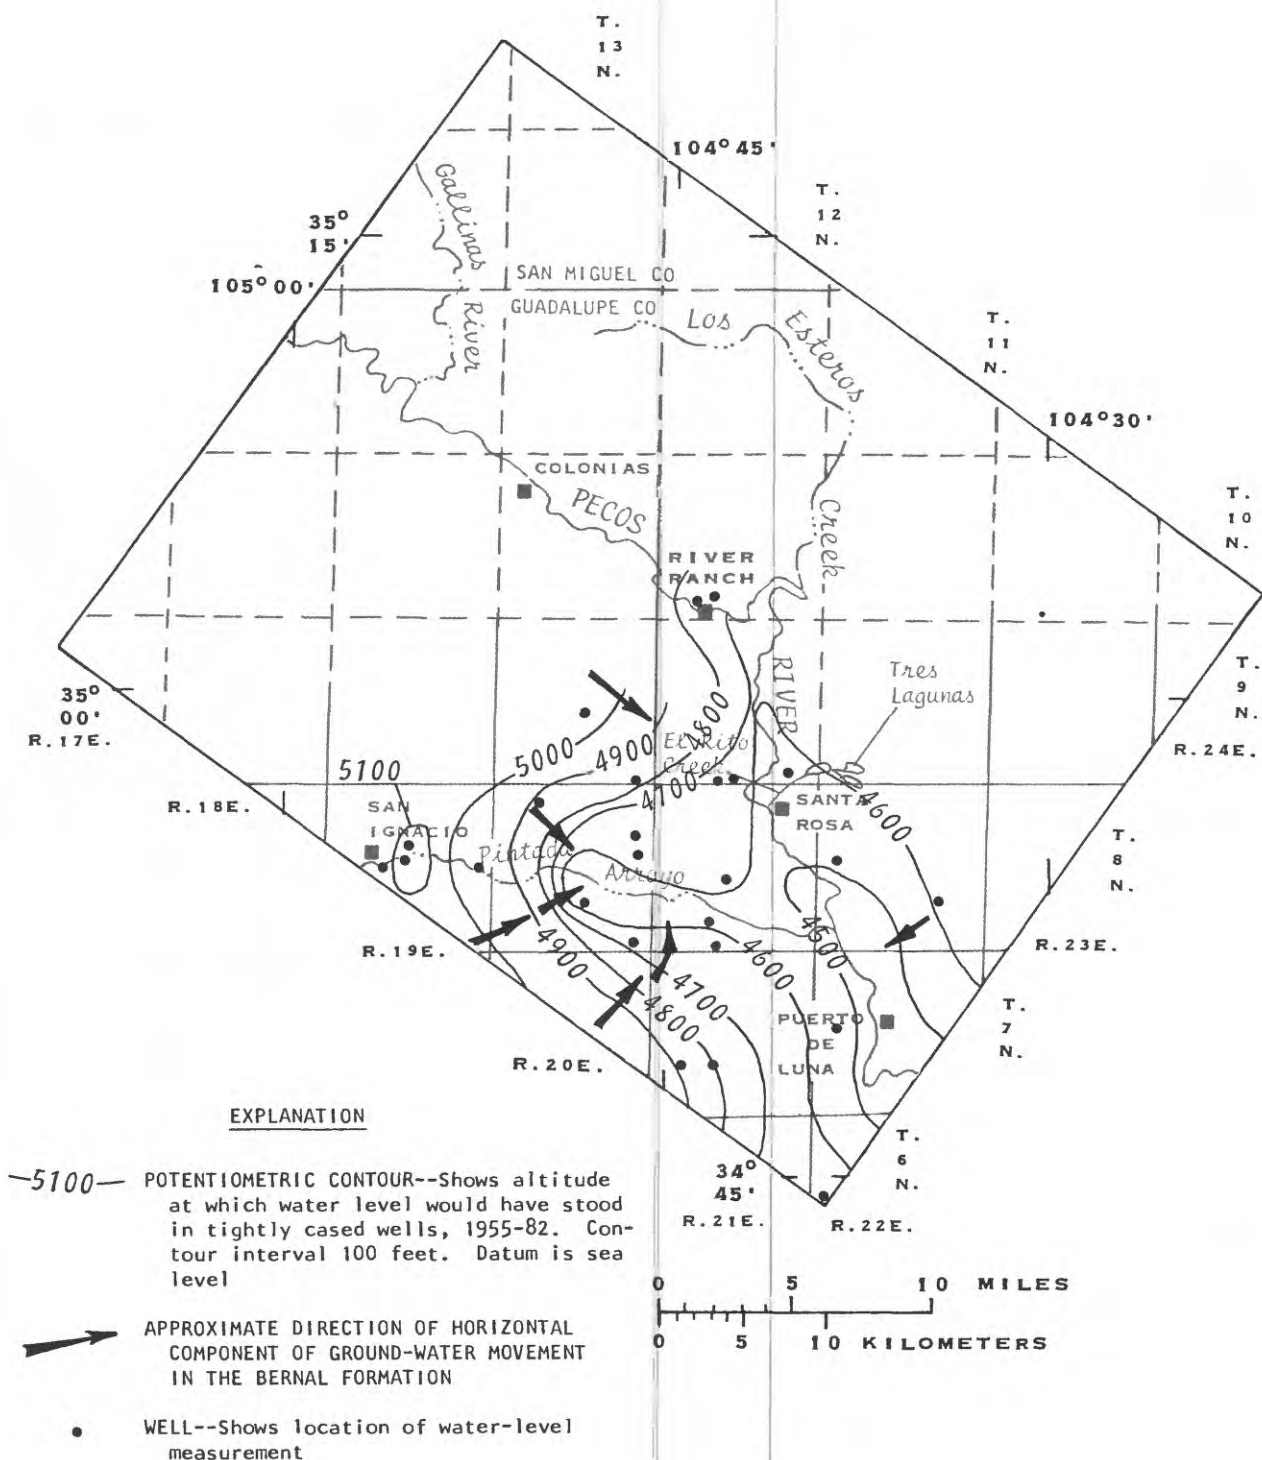 T.
13
N.
104°45'
T.
12
N.
35°
15'
105°00'
Gallinas
River
SAN MIGUEL CO
GUADALUPE CO
Los
Esteros
Creek
T.
11
N.
104°30'
COLONIAS
PECOS
RIVER
T.
10
N.
RIVER
RANCH
35°
00'
R.17E.
Tres
Lagunas
T.
9
N.
R.24E.
5000
4900
4800
El Rito
Creek
4700
5100
R.18E.
SAN
IGNACIO
SANTA
ROSA
4600
T.
8
N.
Pintada
Arroyo
R.19E.
4900
4600
4500
R.23E.
4700
4800
T.
7
N.
PUERTO
DE
LUNA
R.20E.
T.
6
N.
34°
45'
R.21E.
R.22E.
EXPLANATION
—5100— POTENTIOMETRIC CONTOUR--Shows altitude
at which water level would have stood
in tightly cased wells, 1955-82. Con-
tour interval 100 feet. Datum is sea
level
APPROXIMATE DIRECTION OF HORIZONTAL
COMPONENT OF GROUND-WATER MOVEMENT
IN THE BERNAL FORMATION
WELL--Shows location of water-level
measurement
0 5 10 MILES
0 5 10 KILOMETERS